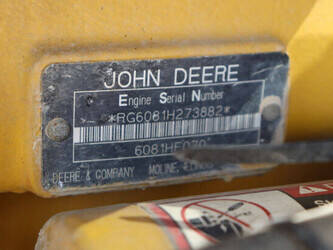 JOHN DEERE
Engine Serial Number
*RG6081H273882*
6081HF070
DEERE & COMPANY MOLINE,